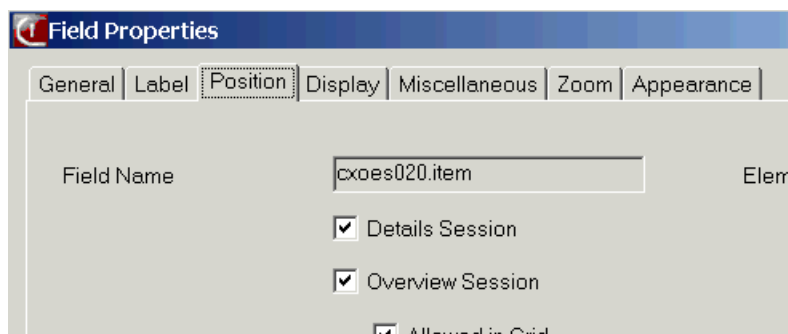 Field Properties
General Label Position Display Miscellaneous Zoom Appearance
Field Name cxoes020.item
Details Session
Overview Session